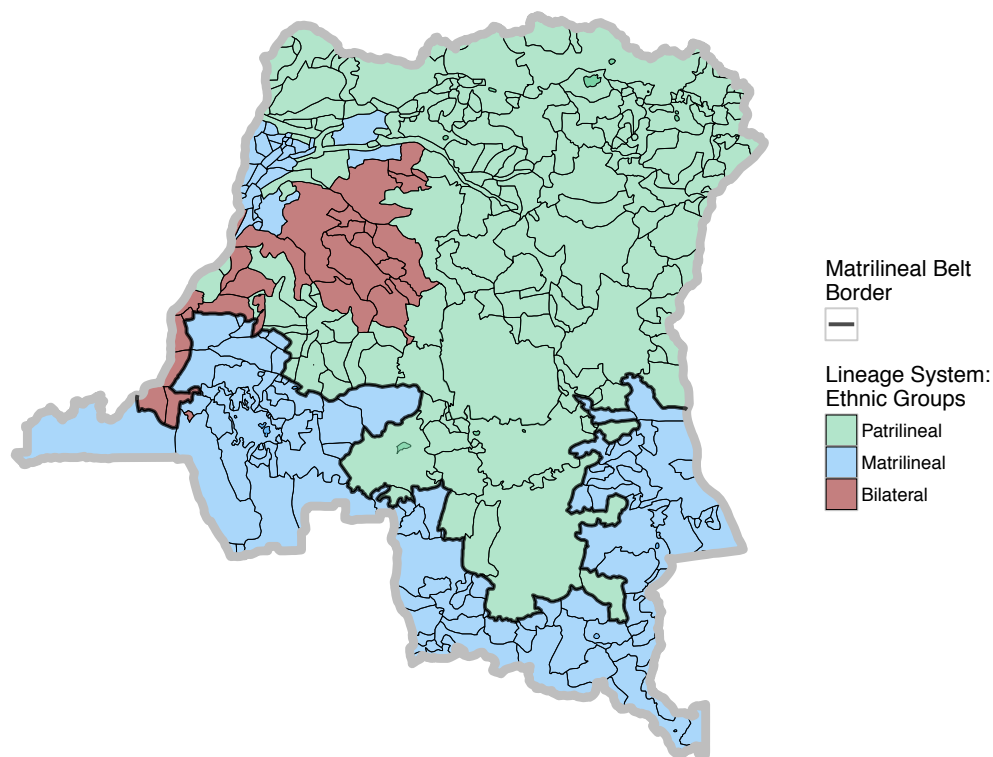 Matrilineal Belt
Border
Lineage System:
Ethnic Groups
Patrilineal
Matrilineal
Bilateral